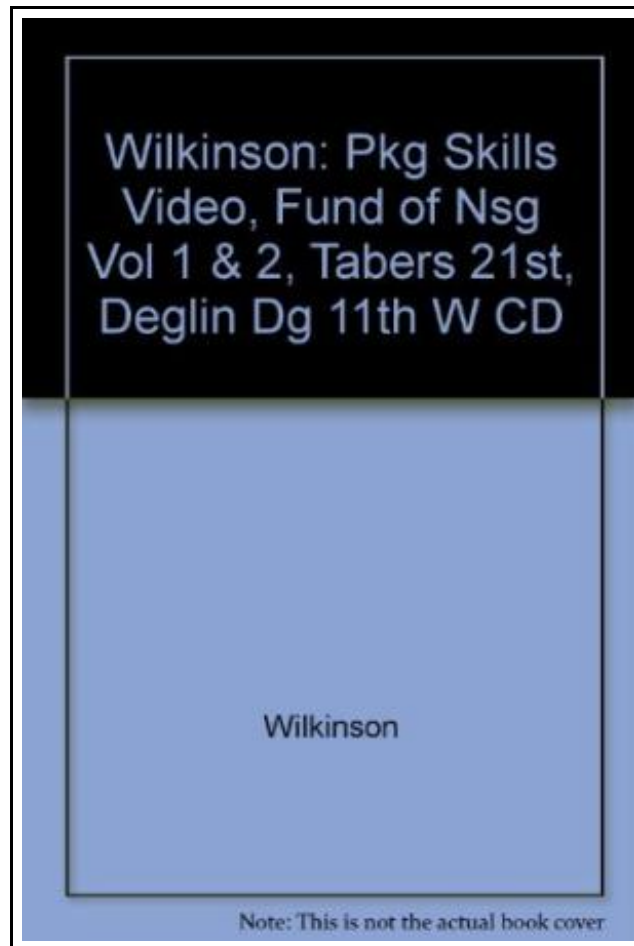 Wilkinson: Pkg Skills
Video, Fund of Nsg
Vol 1 & 2, Tabers 21st,
Deglin Dg 11th W CD
Wilkinson
Note: This is not the actual book cover